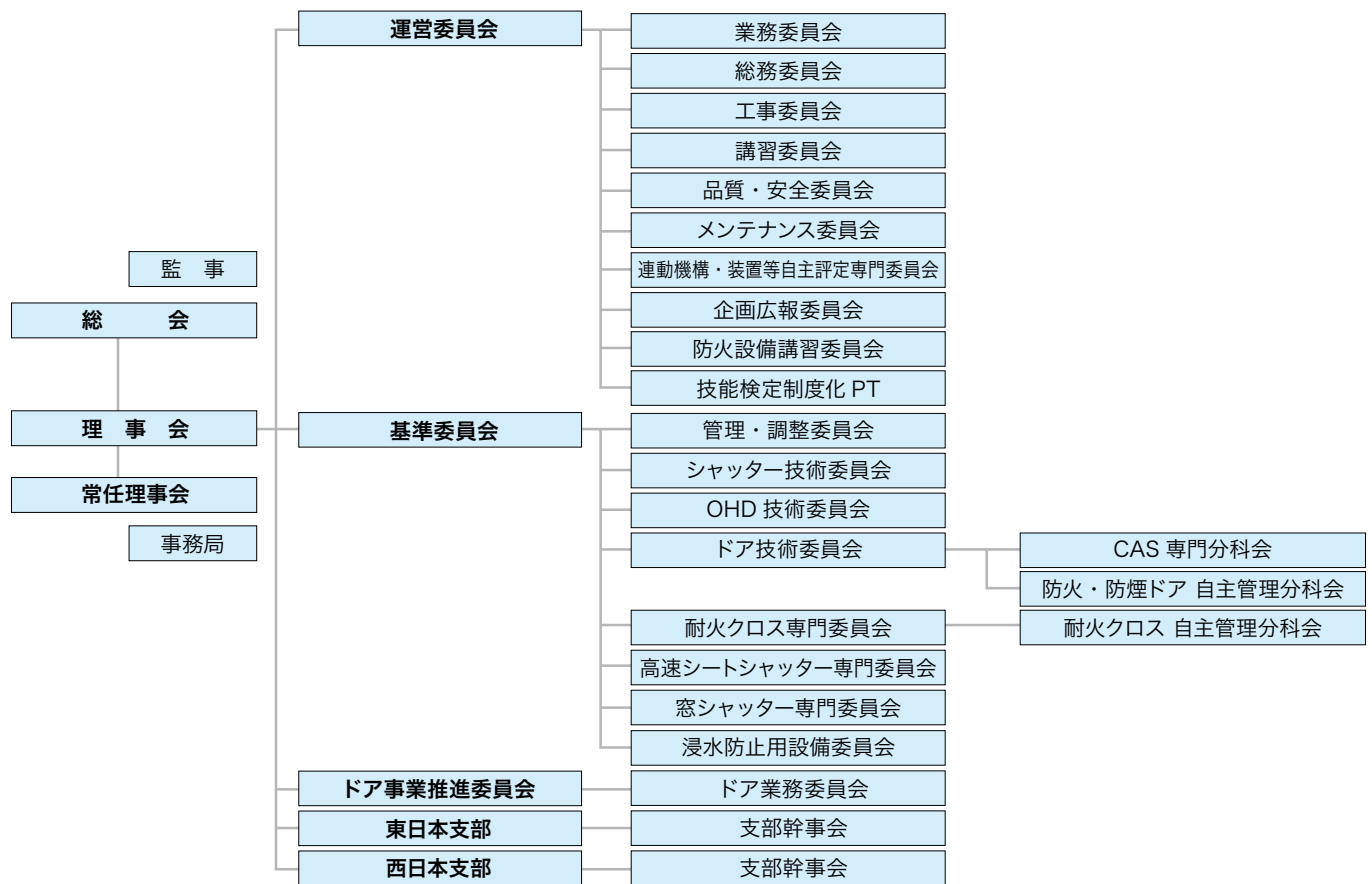 監　事
総　　会
理　事　会
常任理事会
事務局
運営委員会
業務委員会
総務委員会
工事委員会
講習委員会
品質・安全委員会
メンテナンス委員会
連動機構・装置等自主評定専門委員会
企画広報委員会
防火設備講習委員会
技能検定制度化 PT
基準委員会
管理・調整委員会
シャッター技術委員会
OHD 技術委員会
ドア技術委員会
CAS 専門分科会
防火・防煙ドア 自主管理分科会
耐火クロス専門委員会
耐火クロス 自主管理分科会
高速シートシャッター専門委員会
窓シャッター専門委員会
浸水防止用設備委員会
ドア事業推進委員会
ドア業務委員会
東日本支部
支部幹事会
西日本支部
支部幹事会